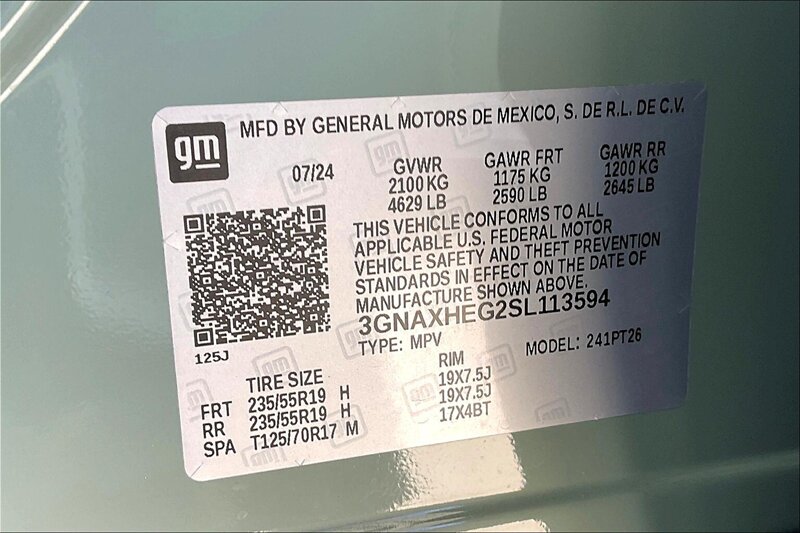 gm
MFD BY GENERAL MOTORS DE MEXICO, S. DE R.L. DE C.V.
07/24 GVWR GAWR FRT GAWR RR
2100 KG 1175 KG 1200 KG
4629 LB 2590 LB 2645 LB
THIS VEHICLE CONFORMS TO ALL
APPLICABLE U.S. FEDERAL MOTOR
VEHICLE SAFETY AND THEFT PREVENTION
STANDARDS IN EFFECT ON THE DATE OF
MANUFACTURE SHOWN ABOVE.
3GNAXHEG2SL113594
125J
TYPE: MPV MODEL: 241PT26
TIRE SIZE RIM
FRT 235/55R19 H 19X7.5J
RR 235/55R19 H 19X7.5J
SPA T125/70R17 M 17X4BT